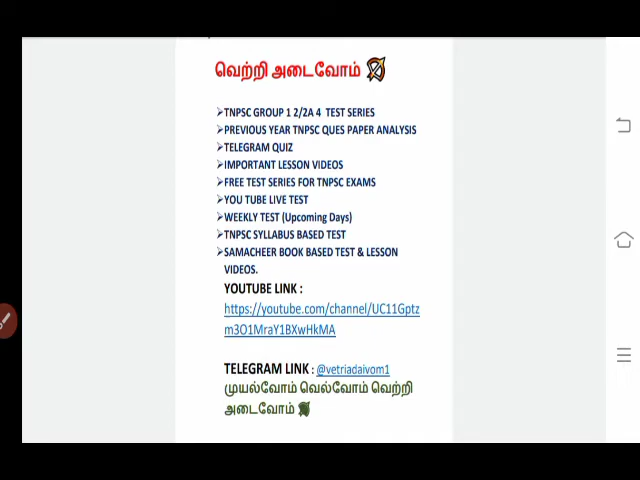 வெற்றி அடைவோம்
➢TNPSC GROUP 1 2/2A 4 TEST SERIES
➢PREVIOUS YEAR TNPSC QUES PAPER ANALYSIS
➢TELEGRAM QUIZ
➢IMPORTANT LESSON VIDEOS
➢FREE TEST SERIES FOR TNPSC EXAMS
➢YOU TUBE LIVE TEST
➢WEEKLY TEST (Upcoming Days)
➢TNPSC SYLLABUS BASED TEST
➢SAMACHEER BOOK BASED TEST & LESSON
VIDEOS.
YOUTUBE LINK :
https://youtube.com/channel/UC11Gptz
m3O1MraY1BXwHkMA
TELEGRAM LINK : @vetriadaivom1
முயல்வோம் வெல்வோம் வெற்றி
அடைவோம்